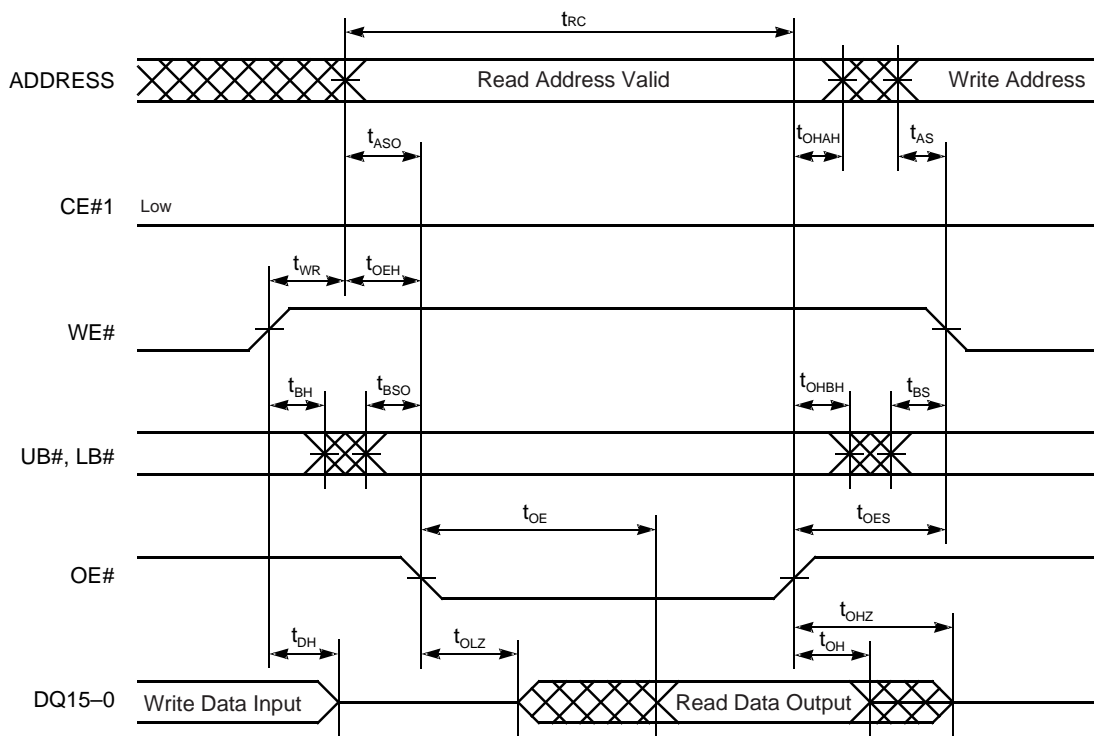 tRC
ADDRESS Read Address Valid Write Address
tASO tOHAH tAS
CE#1 Low
tWR tOEH
WE#
tBH tBSO tOHBH tBS
UB#, LB#
tOE tOES
OE#
tOHZ
tDH tOLZ tOH
DQ15–0 Write Data Input Read Data Output